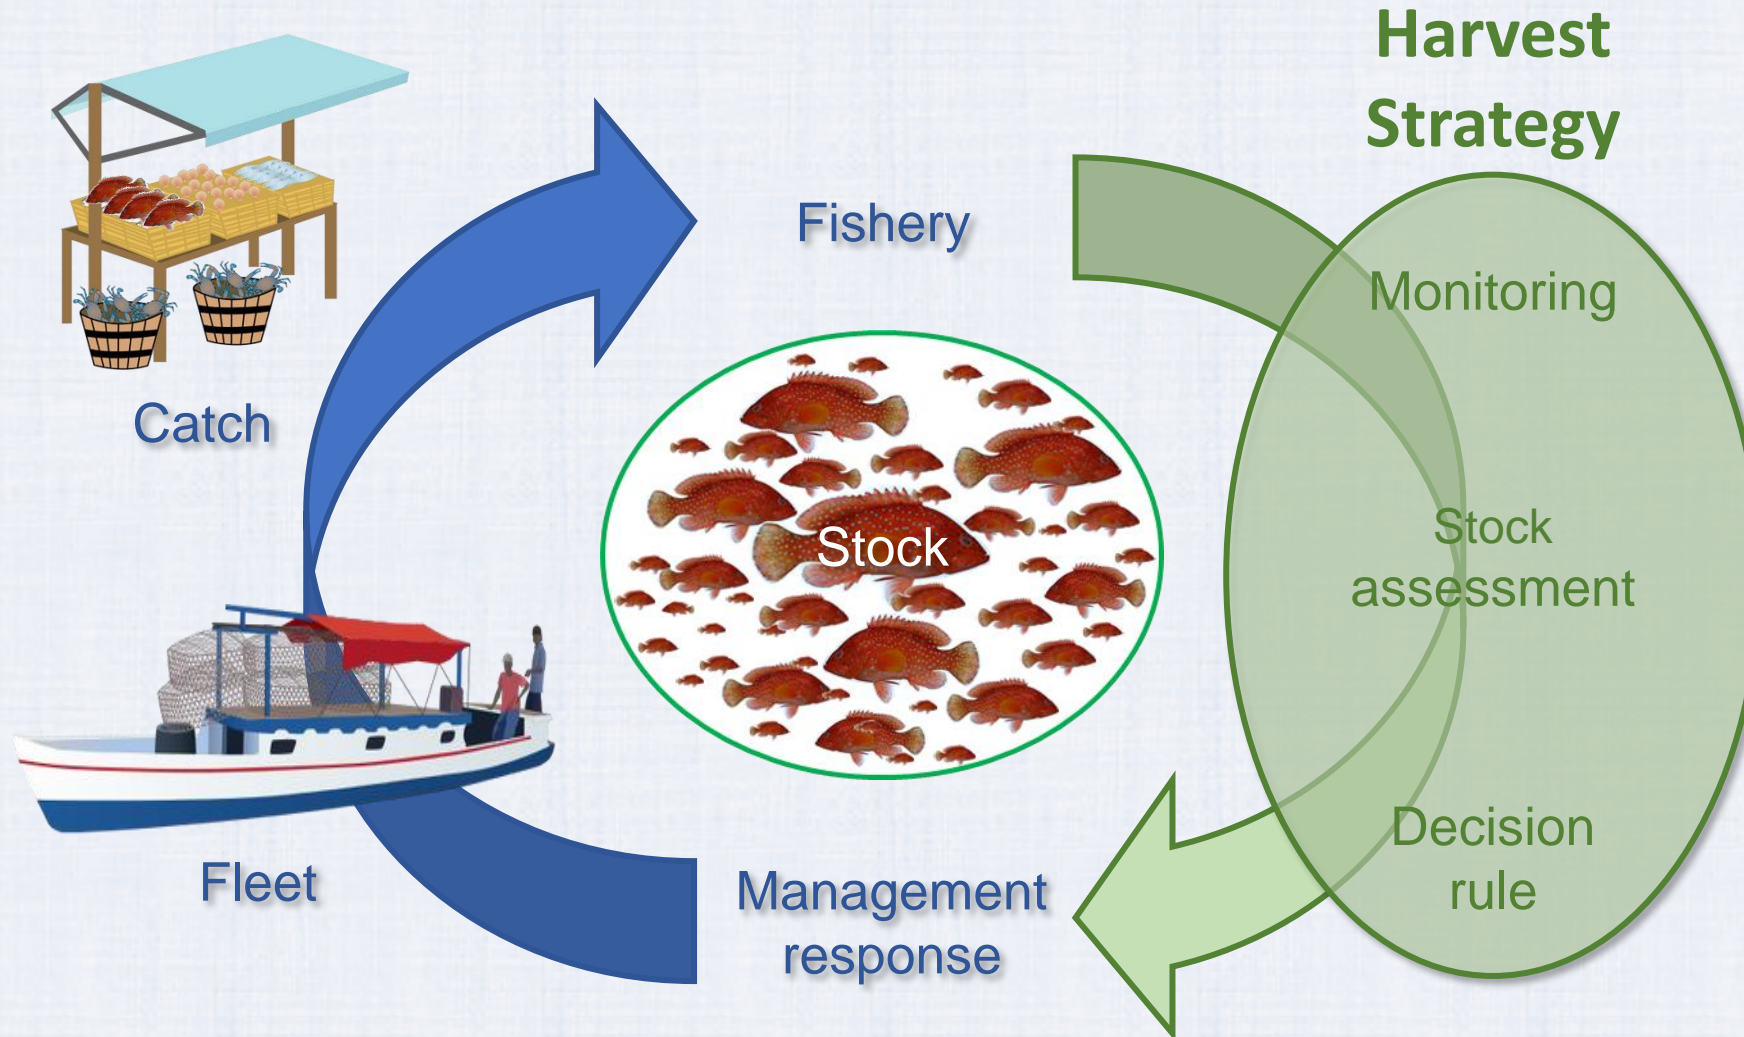 Harvest
Strategy
Fishery
Monitoring
Catch
Stock
Stock
assessment
Decision
rule
Fleet
Management
response